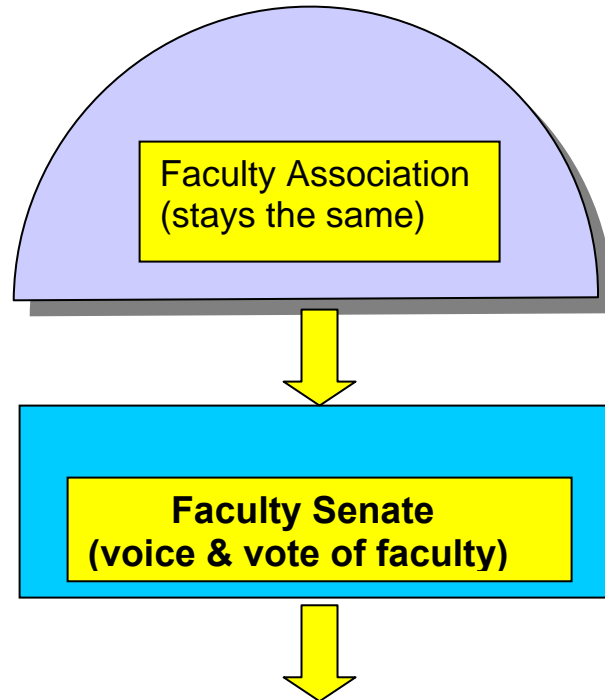 Faculty Association
(stays the same)
Faculty Senate
(voice & vote of faculty)